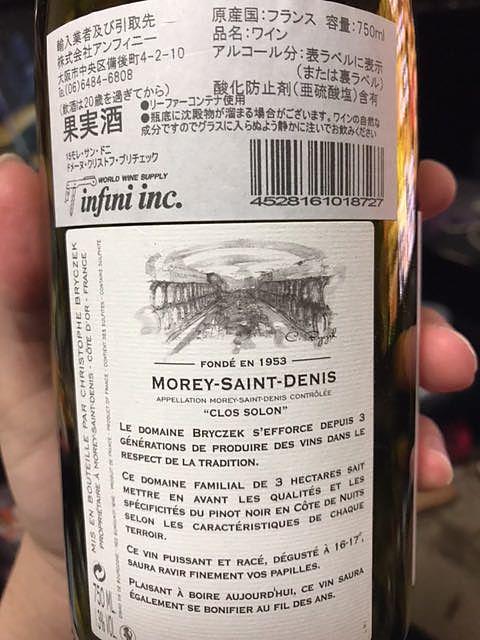 輸入業者及び引取先
株式会社アンフィニー
大阪市中央区備後町4-2-10
Tel.(06)6484-6808
(飲酒は20歳を過ぎてから)
果実酒
原産国：フランス 容量：750ml
品名：ワイン
アルコール分：表ラベルに表示
(または裏ラベル)
酸化防止剤(亜硫酸塩)含有
●リーファーコンテナ使用
●瓶底に沈殿物が溜まる場合がございます。ワインの自然な
成分ですのでグラスに入らぬよう静かに注いでお飲みください
15モレ・サン・ドニ
ドメーヌ・クリストフ・ブリチェック
WORLD WINE SUPPLY
infini inc.
4528161018727
FONDÉ EN 1953
MOREY-SAINT-DENIS
APPELLATION MOREY-SAINT-DENIS CONTRÔLÉE
"CLOS SOLON"
LE DOMAINE BRYCZEK S'EFFORCE DEPUIS 3
GÉNÉRATIONS DE PRODUIRE DES VINS DANS LE
RESPECT DE LA TRADITION.
CE DOMAINE FAMILIAL DE 3 HECTARES SAIT
METTRE EN AVANT LES QUALITÉS ET LES
SPÉCIFICITÉS DU PINOT NOIR EN CÔTE DE NUITS
SELON LES CARACTÉRISTIQUES DE CHAQUE
TERROIR.
CE VIN PUISSANT ET RACÉ, DÉGUSTÉ À 16-17°,
SAURA RAVIR FINEMENT VOS PAPILLES.
PLAISANT À BOIRE AUJOURD'HUI, CE VIN SAURA
ÉGALEMENT SE BONIFIER AU FIL DES ANS.
MIS EN BOUTEILLE PAR CHRISTOPHE BRYCZEK
PROPRIÉTAIRE À MOREY-SAINT-DENIS - CÔTE D'OR - FRANCE
750 ML